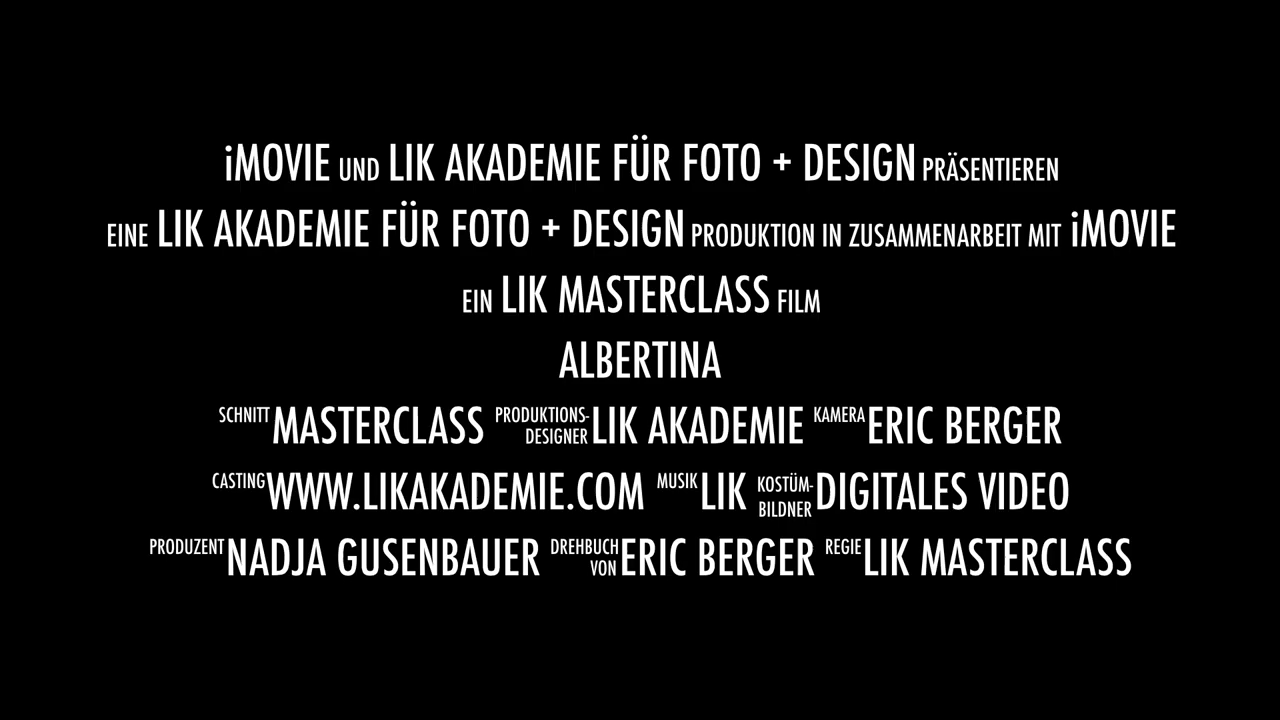 iMOVIE UND LIK AKADEMIE FÜR FOTO + DESIGN PRÄSENTIEREN
EINE LIK AKADEMIE FÜR FOTO + DESIGN PRODUKTION IN ZUSAMMENARBEIT MIT iMOVIE
EIN LIK MASTERCLASS FILM
ALBERTINA
SCHNITT MASTERCLASS PRODUKTIONS-DESIGNER LIK AKADEMIE KAMERA ERIC BERGER
CASTING WWW.LIKAKADEMIE.COM MUSIK LIK KOSTÜM-BILDNER DIGITALES VIDEO
PRODUZENT NADJA GUSENBAUER DREHBUCH VON ERIC BERGER REGIE LIK MASTERCLASS